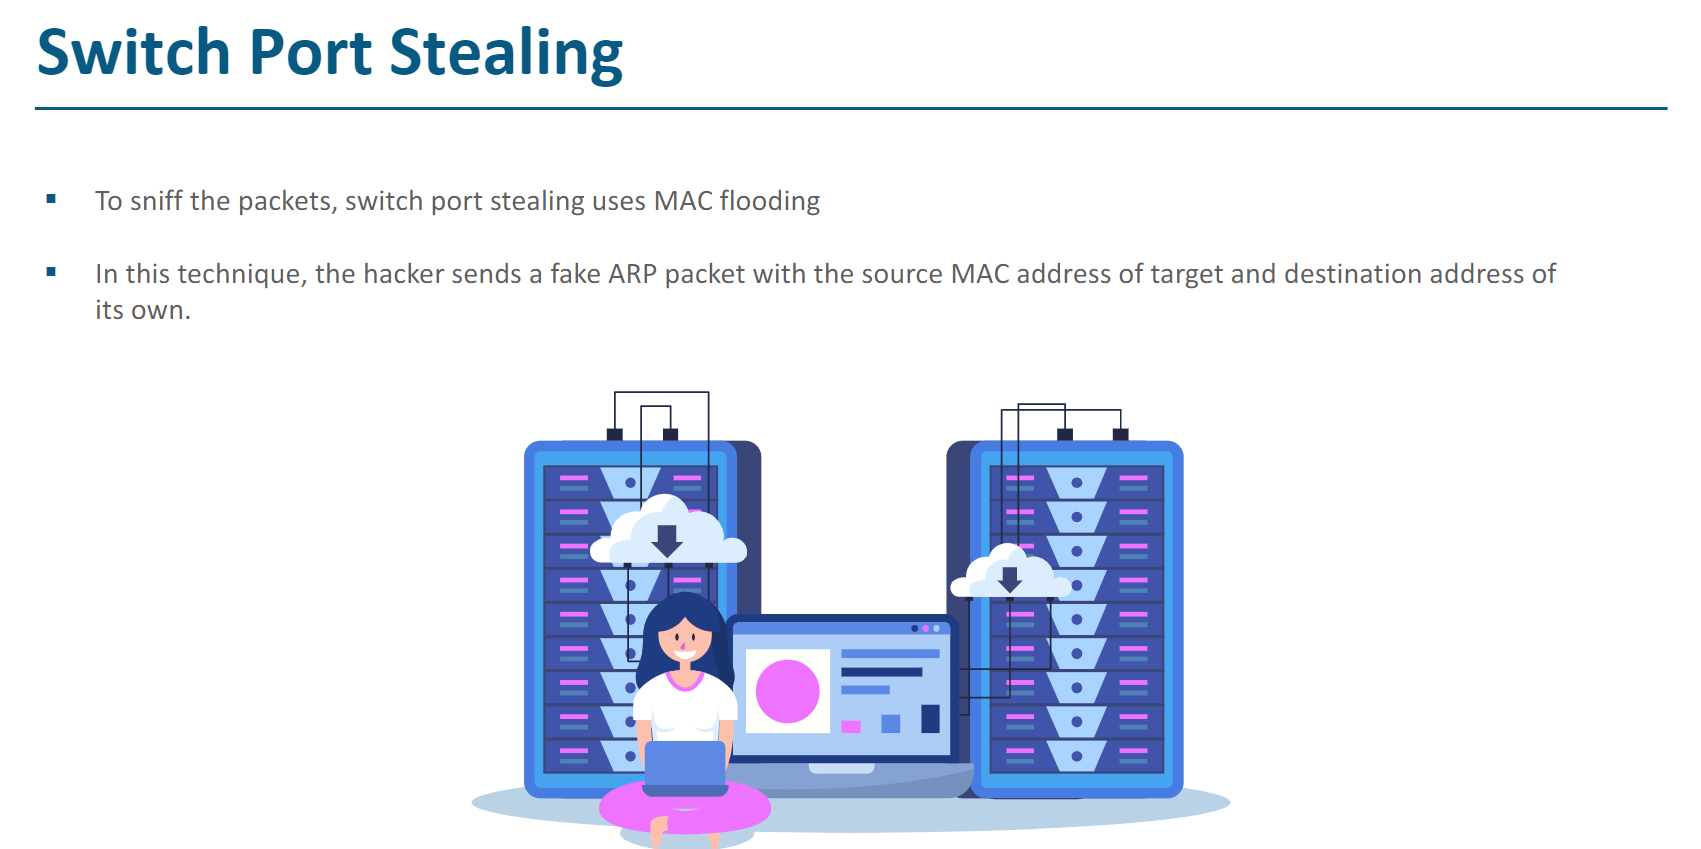 Switch Port Stealing
To sniff the packets, switch port stealing uses MAC flooding
In this technique, the hacker sends a fake ARP packet with the source MAC address of target and destination address of
its own.